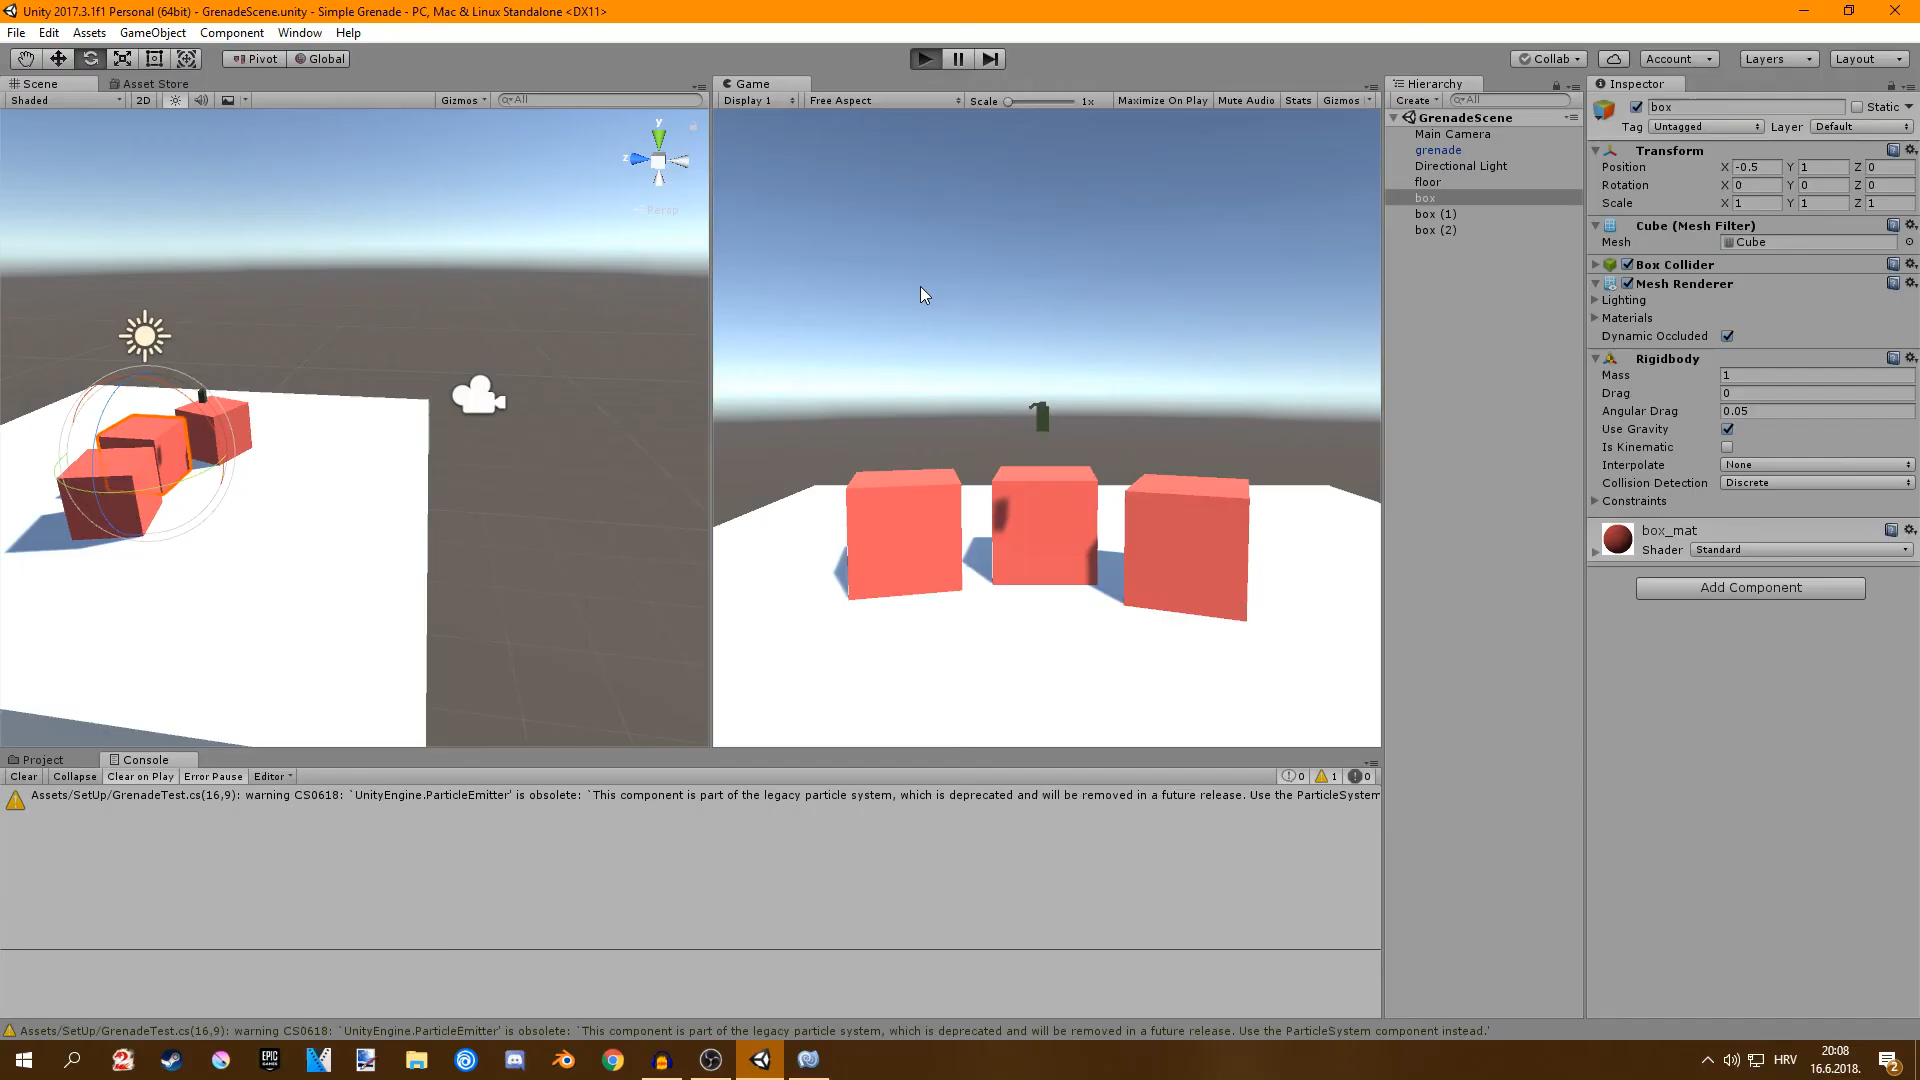 Unity 2017.3.1f1 Personal (64bit) - GrenadeScene.unity - Simple Grenade - PC, Mac & Linux Standalone <DX11>
File Edit Assets GameObject Component Window Help
Pivot Global Collab Account Layers Layout
Scene Asset Store Game Hierarchy Inspector
Shaded 2D Gizmos All Display 1 Free Aspect Scale 1x Maximize On Play Mute Audio Stats Gizmos Create All
box Static
Tag Untagged Layer Default
GrenadeScene
Main Camera
grenade
Directional Light
floor
box
box (1)
box (2)
y
z
Persp
Transform
Position X -0.5 Y 1 Z 0
Rotation X 0 Y 0 Z 0
Scale X 1 Y 1 Z 1
Cube (Mesh Filter)
Mesh Cube
Box Collider
Mesh Renderer
Lighting
Materials
Dynamic Occluded
Rigidbody
Mass 1
Drag 0
Angular Drag 0.05
Use Gravity
Is Kinematic
Interpolate None
Collision Detection Discrete
Constraints
box_mat
Shader Standard
Add Component
Project Console
Clear Collapse Clear on Play Error Pause Editor 0 1 0
Assets/SetUp/GrenadeTest.cs(16,9): warning CS0618: `UnityEngine.ParticleEmitter' is obsolete: `This component is part of the legacy particle system, which is deprecated and will be removed in a future release. Use the ParticleSystem
Assets/SetUp/GrenadeTest.cs(16,9): warning CS0618: `UnityEngine.ParticleEmitter' is obsolete: `This component is part of the legacy particle system, which is deprecated and will be removed in a future release. Use the ParticleSystem component instead.'
EPIC GAMES
HRV
20:08
16.6.2018.
2